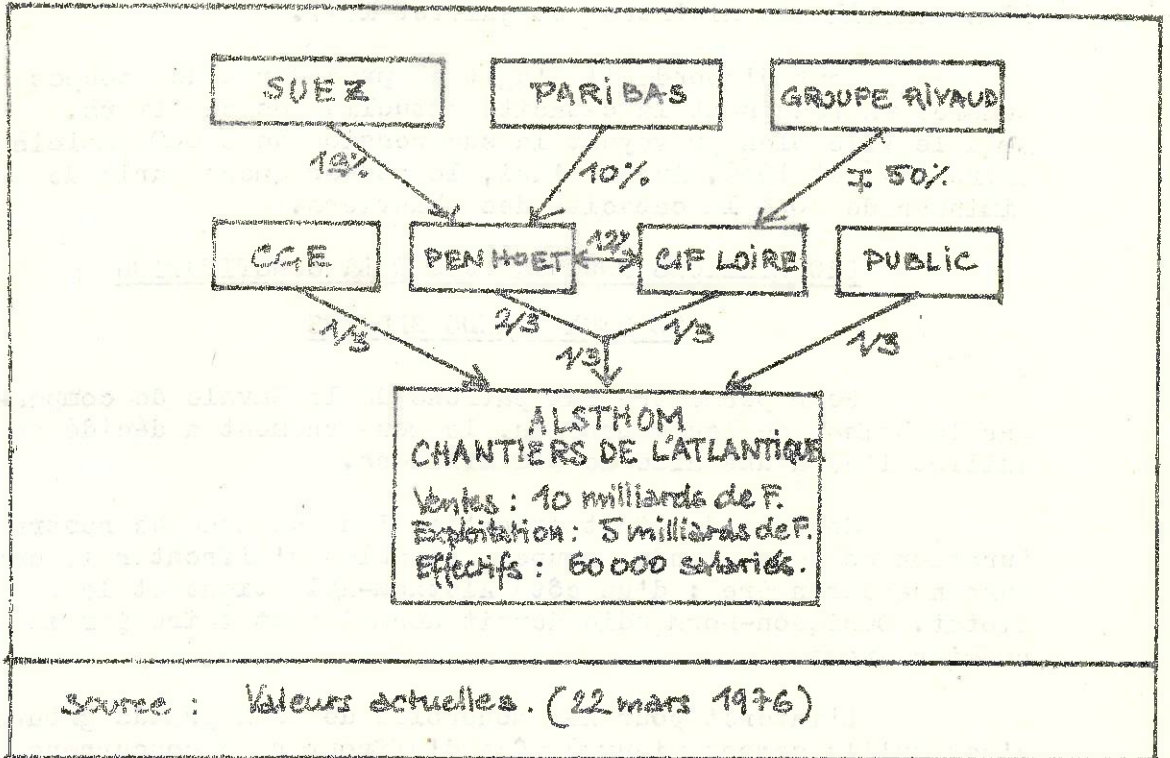 SUEZ
PARIBAS
GROUPE RIVAUD
10%
± 50%
CGE
PENHOET
12%
CIF LOIRE
PUBLIC
1/3
2/3
1/3
1/3
1/3
ALSTHOM
CHANTIERS DE L'ATLANTIQUE
Ventes : 10 milliards de F.
Exploitation : 5 milliards de F.
Effectifs : 60 000 salariés.
Source : Valeurs actuelles. (22 mars 1976)